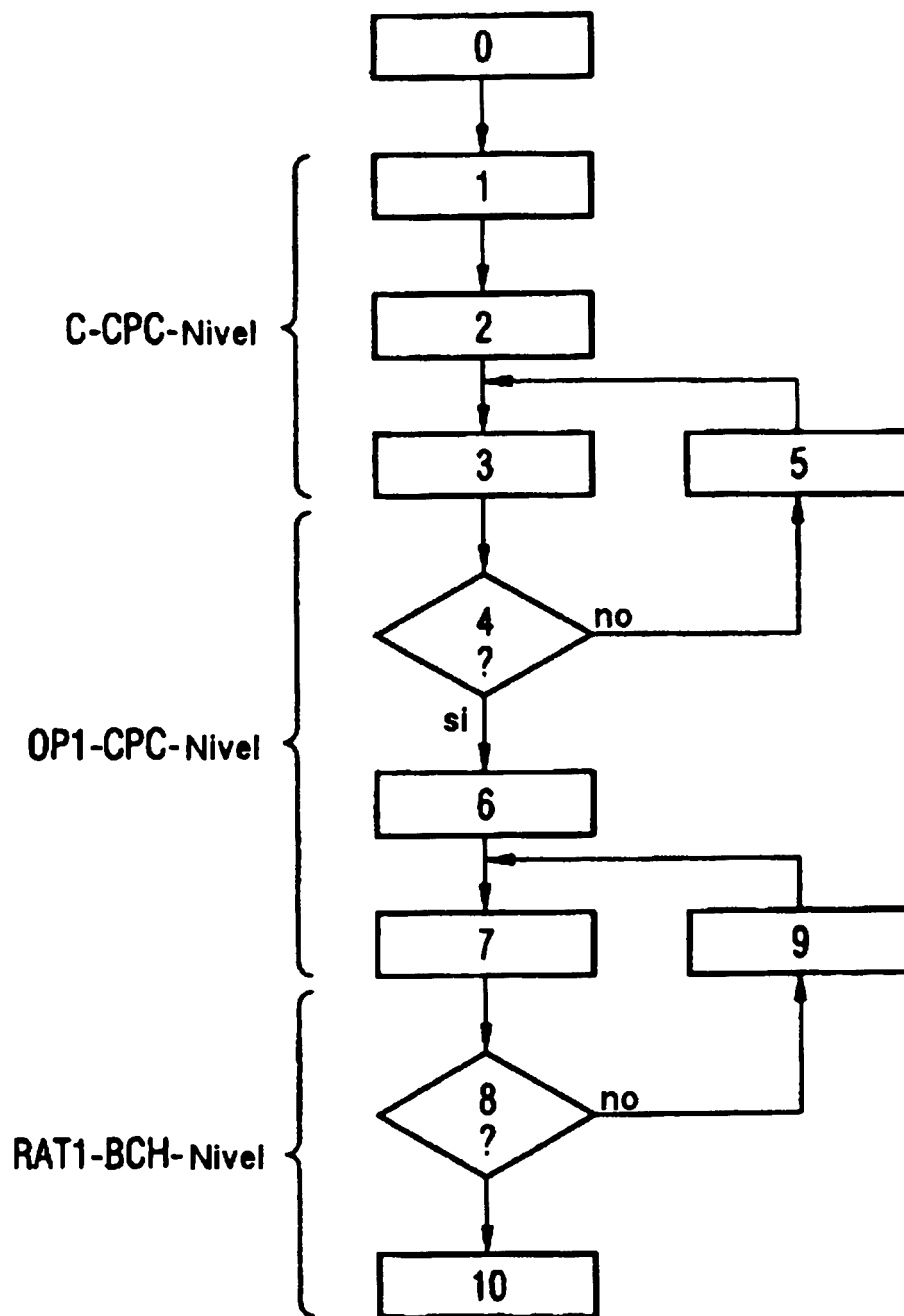 0
1
C-CPC-Nivel
2
3
5
4
?
no
si
OP1-CPC-Nivel
6
7
9
8
?
no
RAT1-BCH-Nivel
10